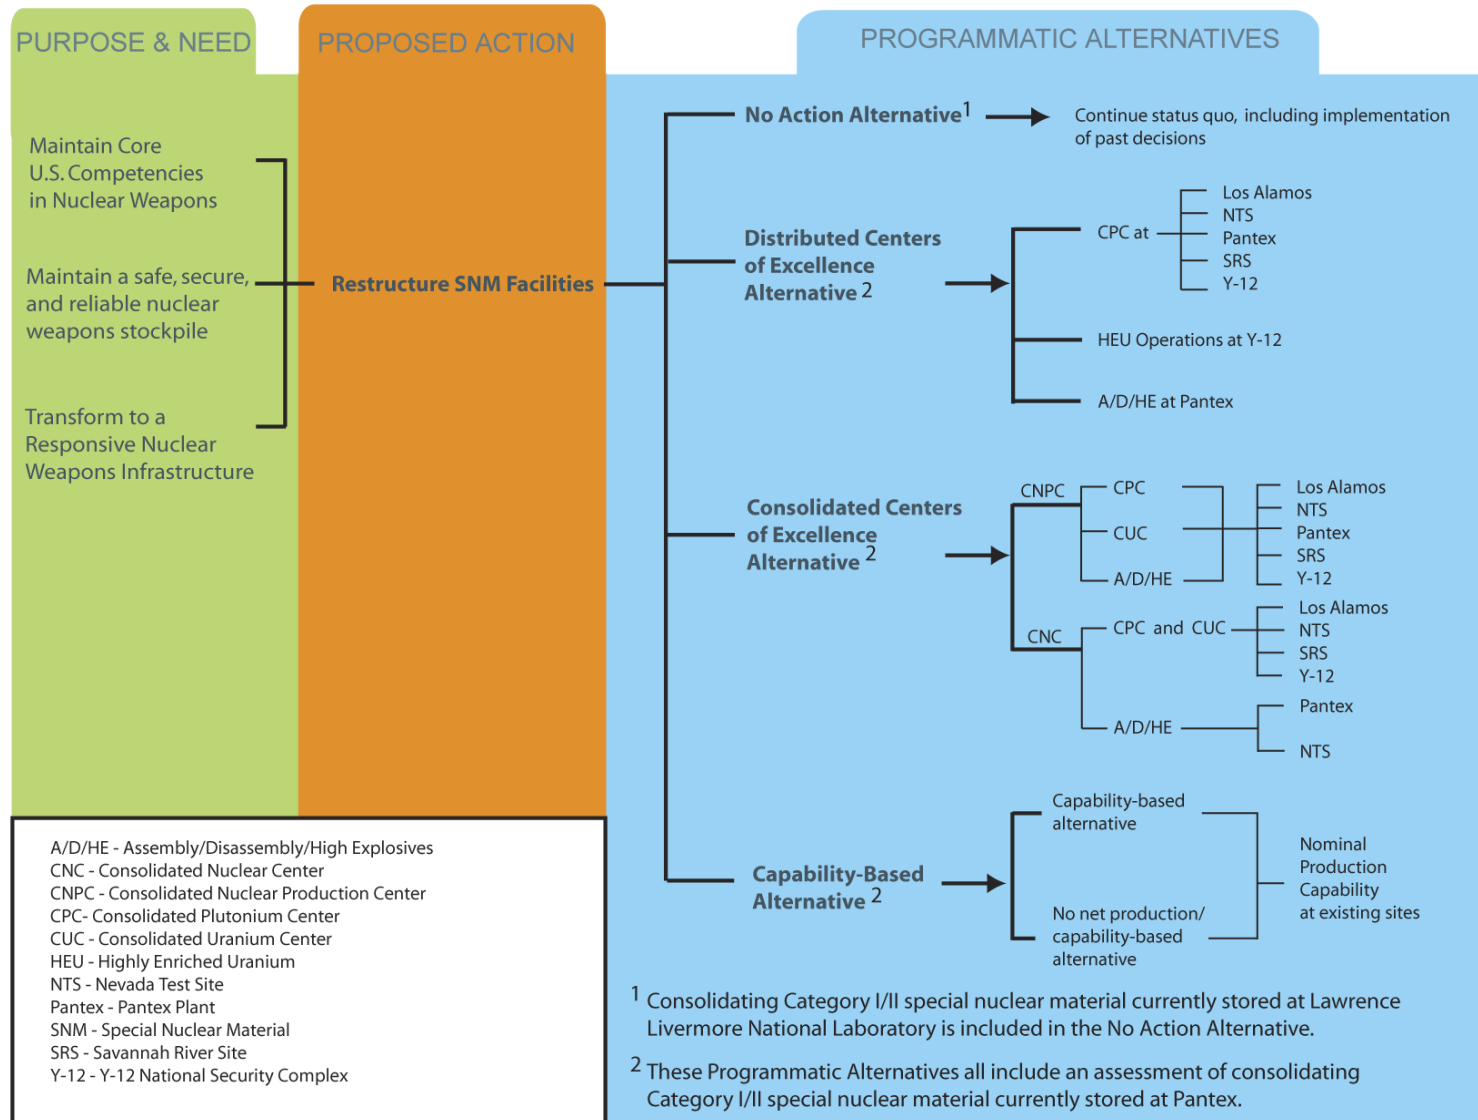 PURPOSE & NEED
PROPOSED ACTION
PROGRAMMATIC ALTERNATIVES
Maintain Core
U.S. Competencies
in Nuclear Weapons
Maintain a safe, secure,
and reliable nuclear
weapons stockpile
Transform to a
Responsive Nuclear
Weapons Infrastructure
Restructure SNM Facilities
No Action Alternative 1
Continue status quo, including implementation
of past decisions
Distributed Centers
of Excellence
Alternative 2
CPC at
Los Alamos
NTS
Pantex
SRS
Y-12
HEU Operations at Y-12
A/D/HE at Pantex
Consolidated Centers
of Excellence
Alternative 2
CNPC
CPC
CUC
A/D/HE
Los Alamos
NTS
Pantex
SRS
Y-12
CNC
CPC and CUC
Los Alamos
NTS
SRS
Y-12
A/D/HE
Pantex
NTS
Capability-Based
Alternative 2
Capability-based
alternative
No net production/
capability-based
alternative
Nominal
Production
Capability
at existing sites
A/D/HE - Assembly/Disassembly/High Explosives
CNC - Consolidated Nuclear Center
CNPC - Consolidated Nuclear Production Center
CPC- Consolidated Plutonium Center
CUC - Consolidated Uranium Center
HEU - Highly Enriched Uranium
NTS - Nevada Test Site
Pantex - Pantex Plant
SNM - Special Nuclear Material
SRS - Savannah River Site
Y-12 - Y-12 National Security Complex
1 Consolidating Category I/II special nuclear material currently stored at Lawrence
Livermore National Laboratory is included in the No Action Alternative.
2 These Programmatic Alternatives all include an assessment of consolidating
Category I/II special nuclear material currently stored at Pantex.